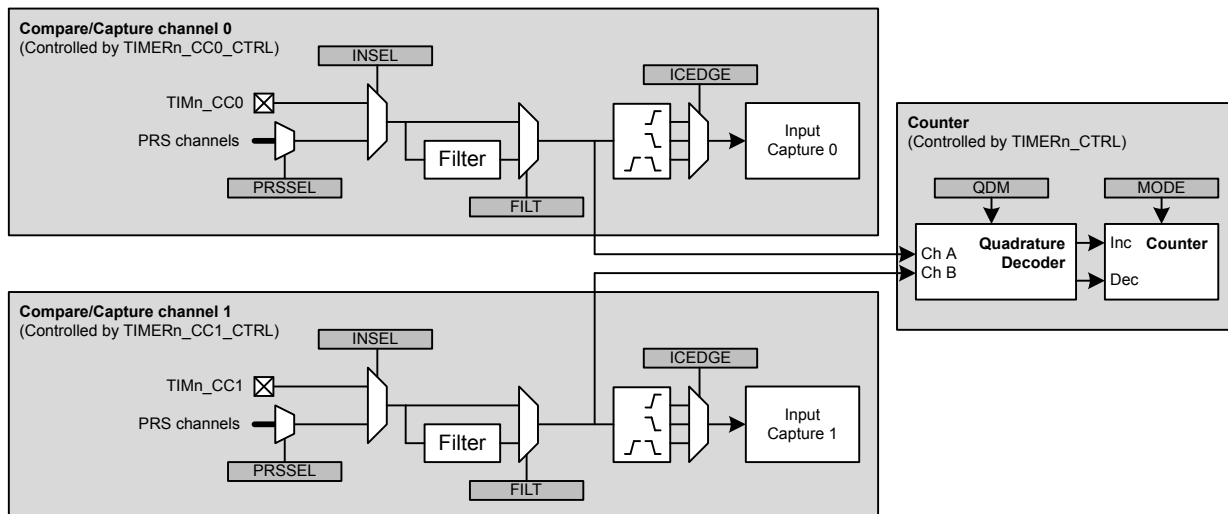 Compare/Capture channel 0
(Controlled by TIMERn_CC0_CTRL)
INSEL
ICEDGE
TIMn_CC0
PRS channels
Filter
Input
Capture 0
PRSSEL
FILT
Counter
(Controlled by TIMERn_CTRL)
QDM
MODE
Ch A
Ch B
Quadrature
Decoder
Inc
Dec
Counter
Compare/Capture channel 1
(Controlled by TIMERn_CC1_CTRL)
INSEL
ICEDGE
TIMn_CC1
PRS channels
Filter
Input
Capture 1
PRSSEL
FILT